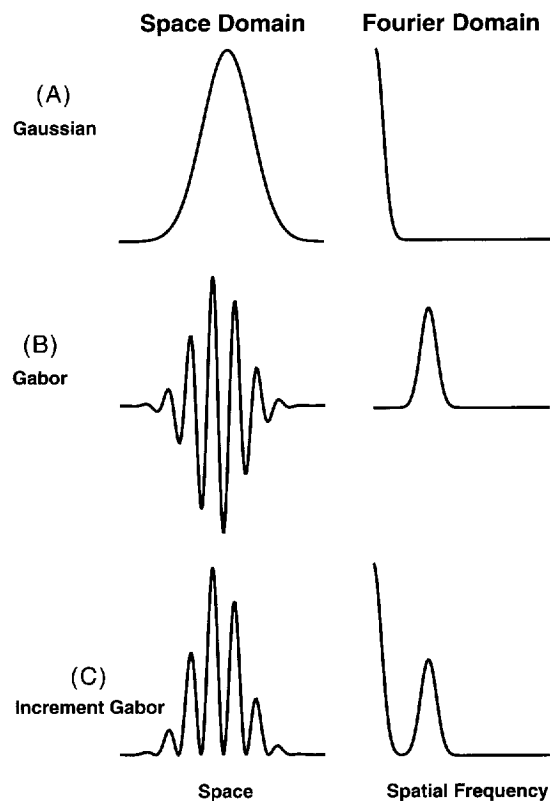 Space Domain
Fourier Domain
(A)
Gaussian
(B)
Gabor
(C)
Increment Gabor
Space
Spatial Frequency